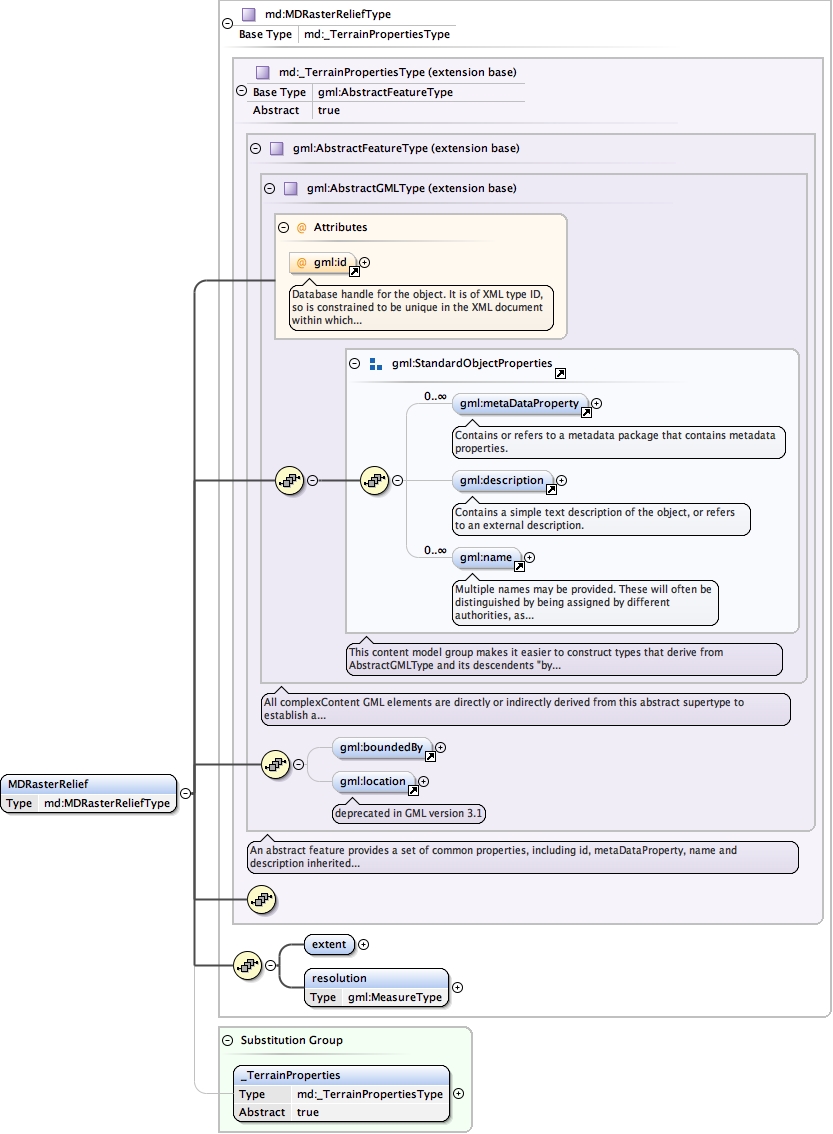 md:MDRasterReliefType
Base Type md:_TerrainPropertiesType
md:_TerrainPropertiesType (extension base)
Base Type gml:AbstractFeatureType
Abstract true
gml:AbstractFeatureType (extension base)
gml:AbstractGMLType (extension base)
@ Attributes
@ gml:id
Database handle for the object. It is of XML type ID,
so is constrained to be unique in the XML document
within which...
gml:StandardObjectProperties
0..∞
gml:metaDataProperty
Contains or refers to a metadata package that contains metadata
properties.
gml:description
Contains a simple text description of the object, or refers
to an external description.
0..∞
gml:name
Multiple names may be provided. These will often be
distinguished by being assigned by different
authorities, as...
This content model group makes it easier to construct types that derive from
AbstractGMLType and its descendents "by...
All complexContent GML elements are directly or indirectly derived from this abstract supertype to
establish a...
gml:boundedBy
gml:location
deprecated in GML version 3.1
MDRasterRelief
Type md:MDRasterReliefType
An abstract feature provides a set of common properties, including id, metaDataProperty, name and
description inherited...
extent
resolution
Type gml:MeasureType
Substitution Group
_TerrainProperties
Type md:_TerrainPropertiesType
Abstract true